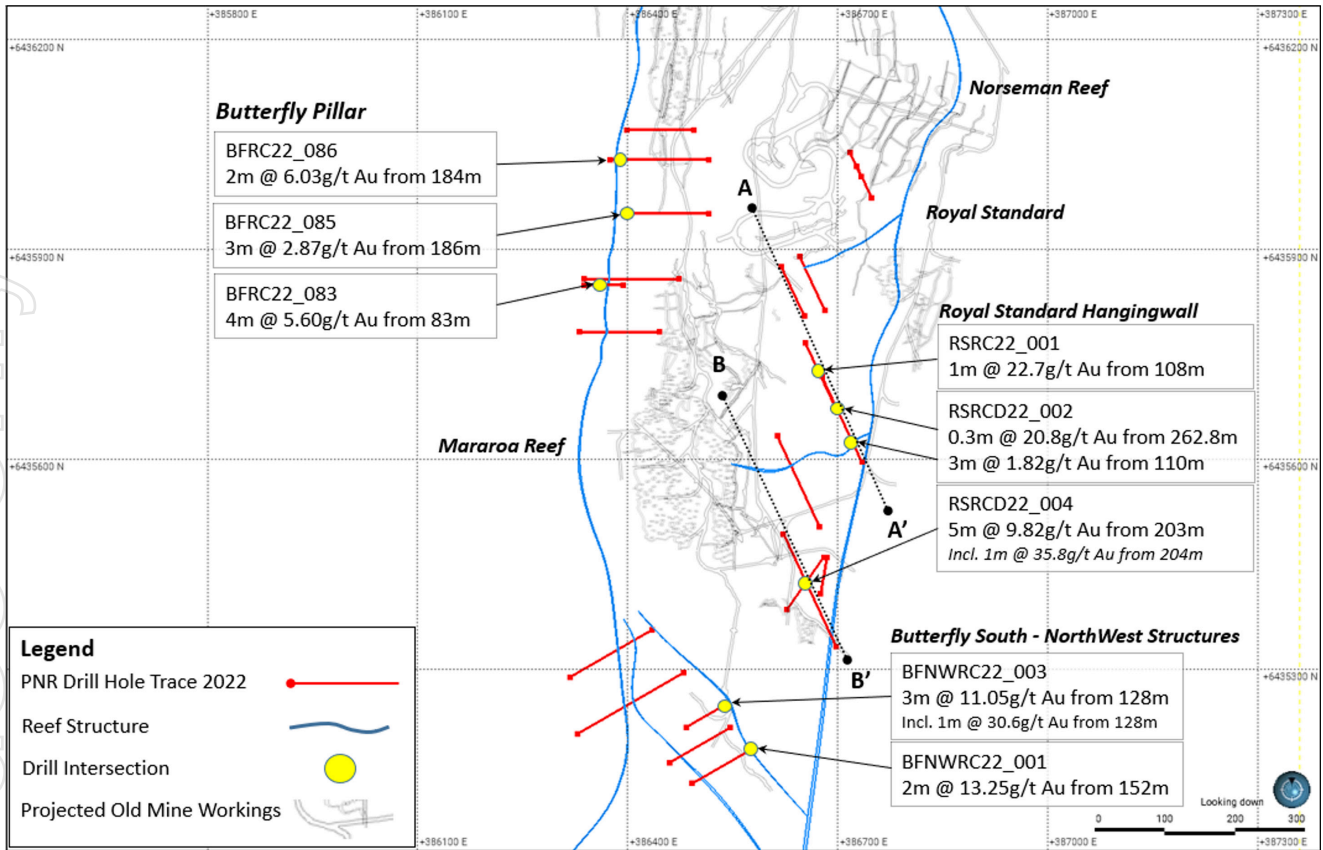 +385800 E
+386100 E
+386400 E
+386700 E
+387000 E
+387300 E
+6436200 N
+6436200 N
Norseman Reef
Butterfly Pillar
BFRC22_086
2m @ 6.03g/t Au from 184m
BFRC22_085
3m @ 2.87g/t Au from 186m
BFRC22_083
4m @ 5.60g/t Au from 83m
A
Royal Standard
+6435900 N
+6435900 N
Royal Standard Hangingwall
RSRC22_001
1m @ 22.7g/t Au from 108m
RSRCD22_002
0.3m @ 20.8g/t Au from 262.8m
3m @ 1.82g/t Au from 110m
RSRCD22_004
5m @ 9.82g/t Au from 203m
Incl. 1m @ 35.8g/t Au from 204m
B
Mararoa Reef
+6435600 N
+6435600 N
A'
B'
Butterfly South - NorthWest Structures
BFNWRC22_003
3m @ 11.05g/t Au from 128m
Incl. 1m @ 30.6g/t Au from 128m
BFNWRC22_001
2m @ 13.25g/t Au from 152m
+6435300 N
Legend
PNR Drill Hole Trace 2022
Reef Structure
Drill Intersection
Projected Old Mine Workings
Looking down
0 100 200 300
+386100 E
+386400 E
+386700 E
+387000 E
+387300 E